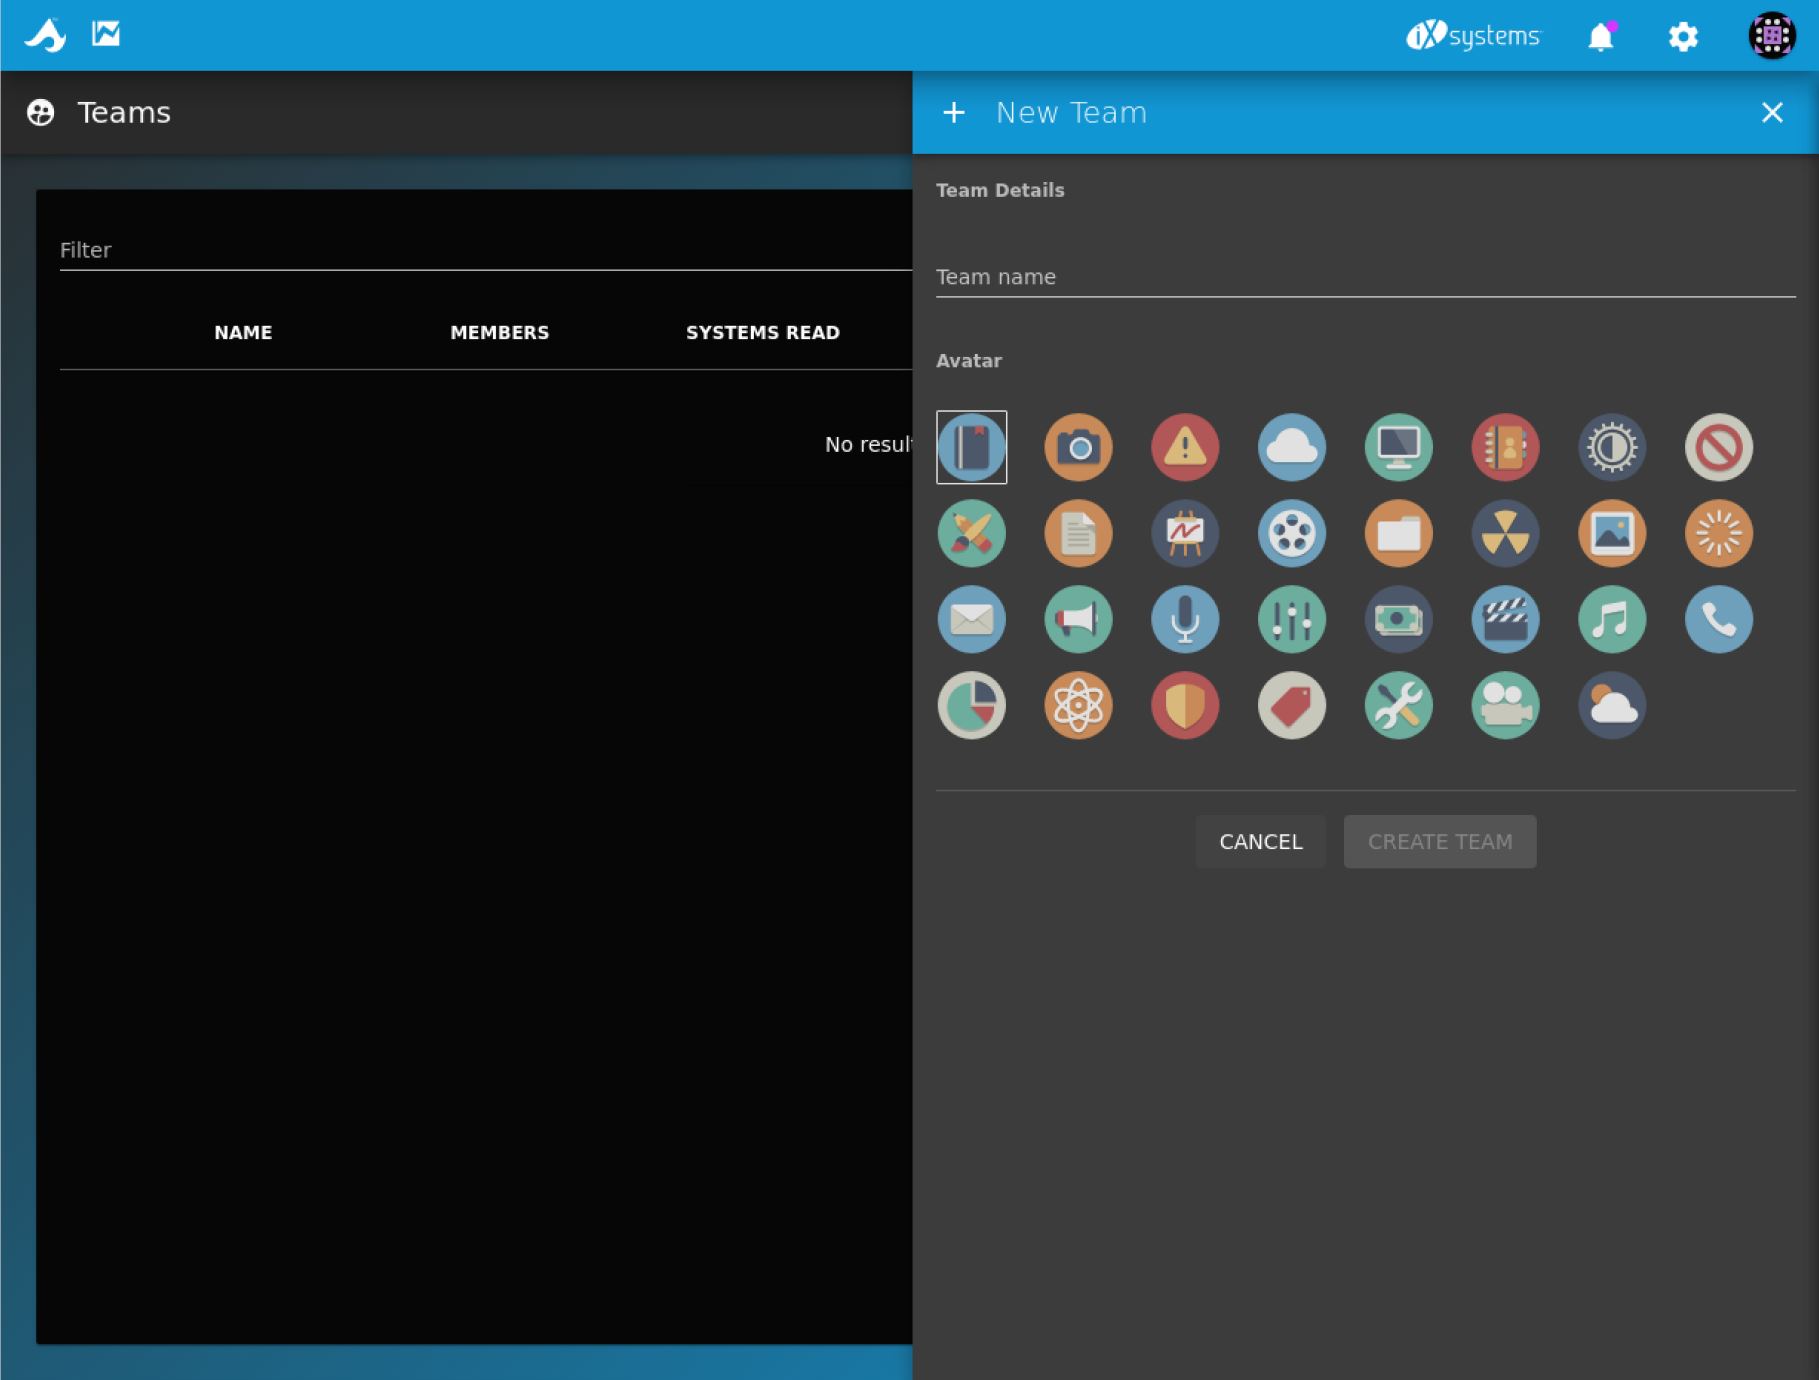 iXsystems
Teams
New Team
Filter
NAME MEMBERS SYSTEMS READ
No result
Team Details
Team name
Avatar
CANCEL CREATE TEAM